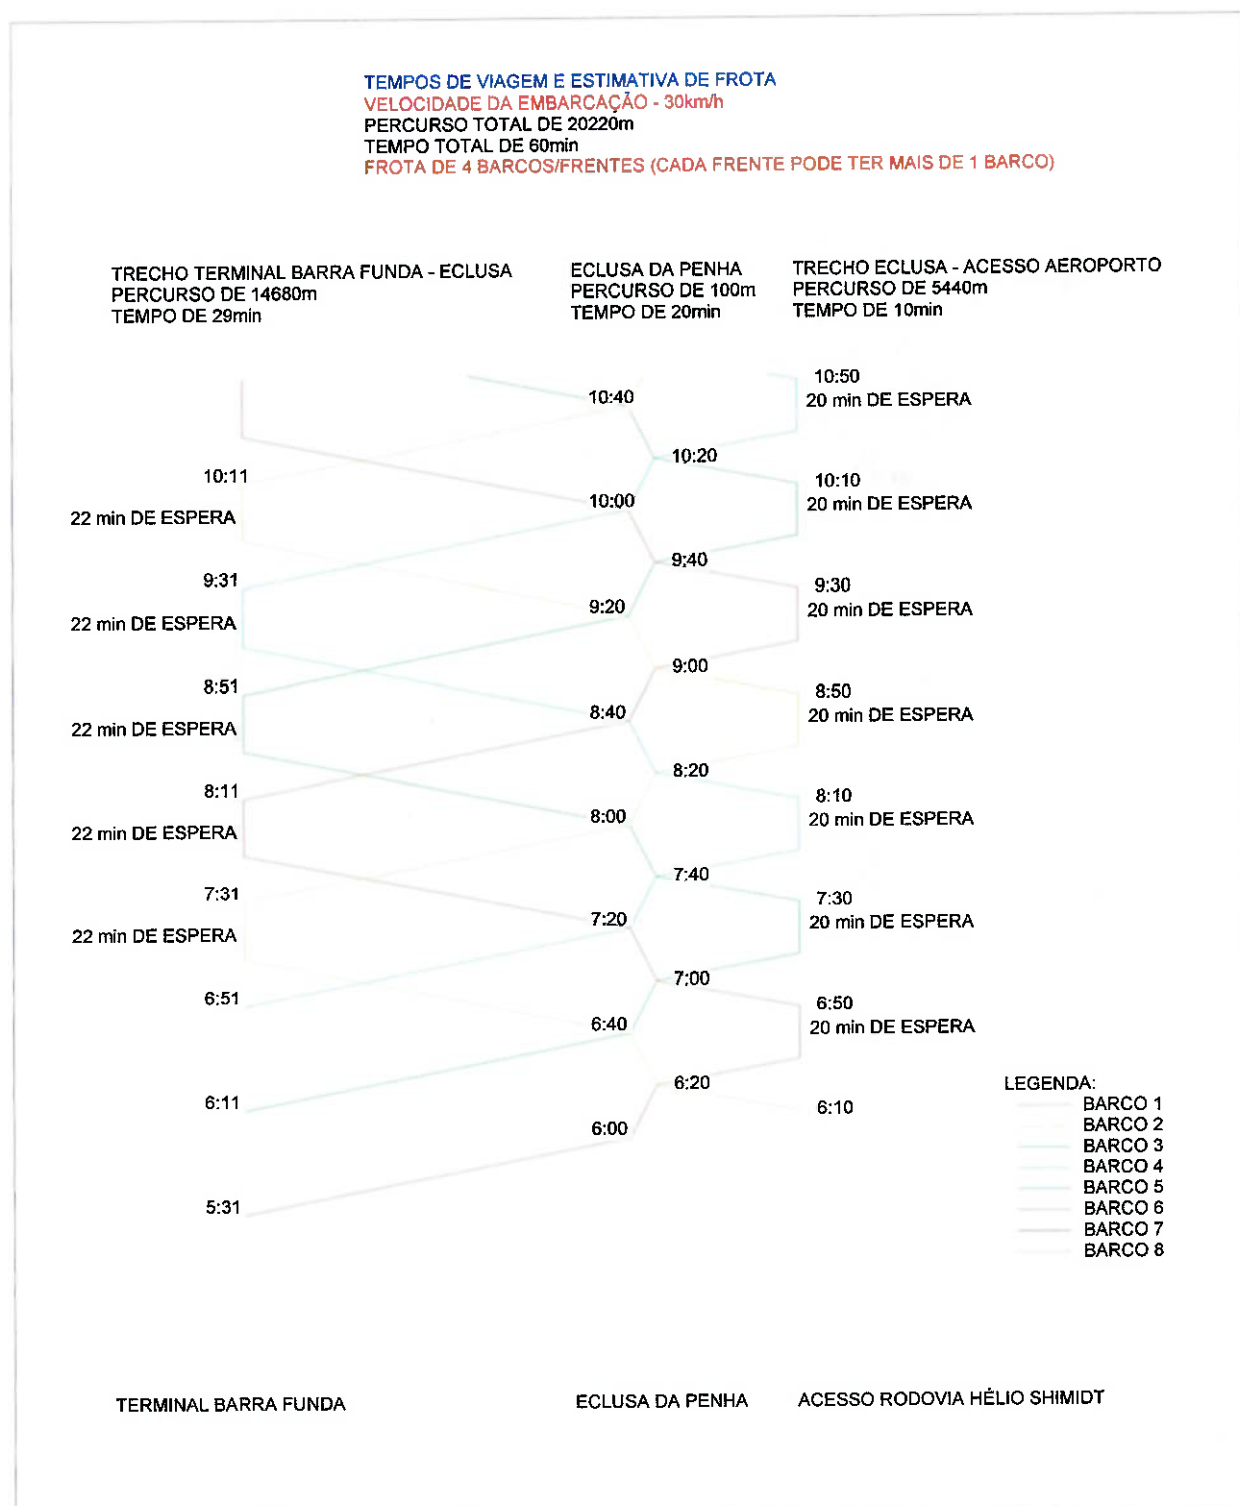 TEMPOS DE VIAGEM E ESTIMATIVA DE FROTA
VELOCIDADE DA EMBARCAÇÃO - 30km/h
PERCURSO TOTAL DE 20220m
TEMPO TOTAL DE 60min
FROTA DE 4 BARCOS/FRENTES (CADA FRENTE PODE TER MAIS DE 1 BARCO)
TRECHO TERMINAL BARRA FUNDA - ECLUSA
PERCURSO DE 14680m
TEMPO DE 29min
ECLUSA DA PENHA
PERCURSO DE 100m
TEMPO DE 20min
TRECHO ECLUSA - ACESSO AEROPORTO
PERCURSO DE 5440m
TEMPO DE 10min
10:11
22 min DE ESPERA
9:31
22 min DE ESPERA
8:51
22 min DE ESPERA
8:11
22 min DE ESPERA
7:31
22 min DE ESPERA
6:51
6:11
5:31
10:40
10:20
10:00
9:40
9:20
9:00
8:40
8:20
8:00
7:40
7:20
7:00
6:40
6:20
6:00
10:50
20 min DE ESPERA
10:10
20 min DE ESPERA
9:30
20 min DE ESPERA
8:50
20 min DE ESPERA
8:10
20 min DE ESPERA
7:30
20 min DE ESPERA
6:50
20 min DE ESPERA
6:10
LEGENDA:
BARCO 1
BARCO 2
BARCO 3
BARCO 4
BARCO 5
BARCO 6
BARCO 7
BARCO 8
TERMINAL BARRA FUNDA
ECLUSA DA PENHA
ACESSO RODOVIA HÉLIO SHIMIDT